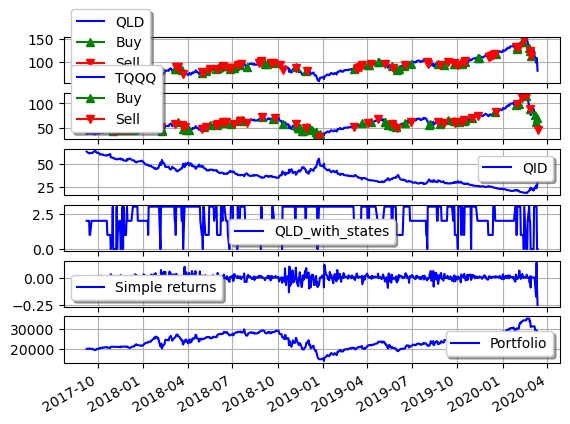 QLD
Buy
Sell
150
100
TQQQ
Buy
Sell
100
50
50
25
QID
2.5
0.0
QLD_with_states
0.00
−0.25
Simple returns
30000
20000
Portfolio
2017-10
2018-01
2018-04
2018-07
2018-10
2019-01
2019-04
2019-07
2019-10
2020-01
2020-04